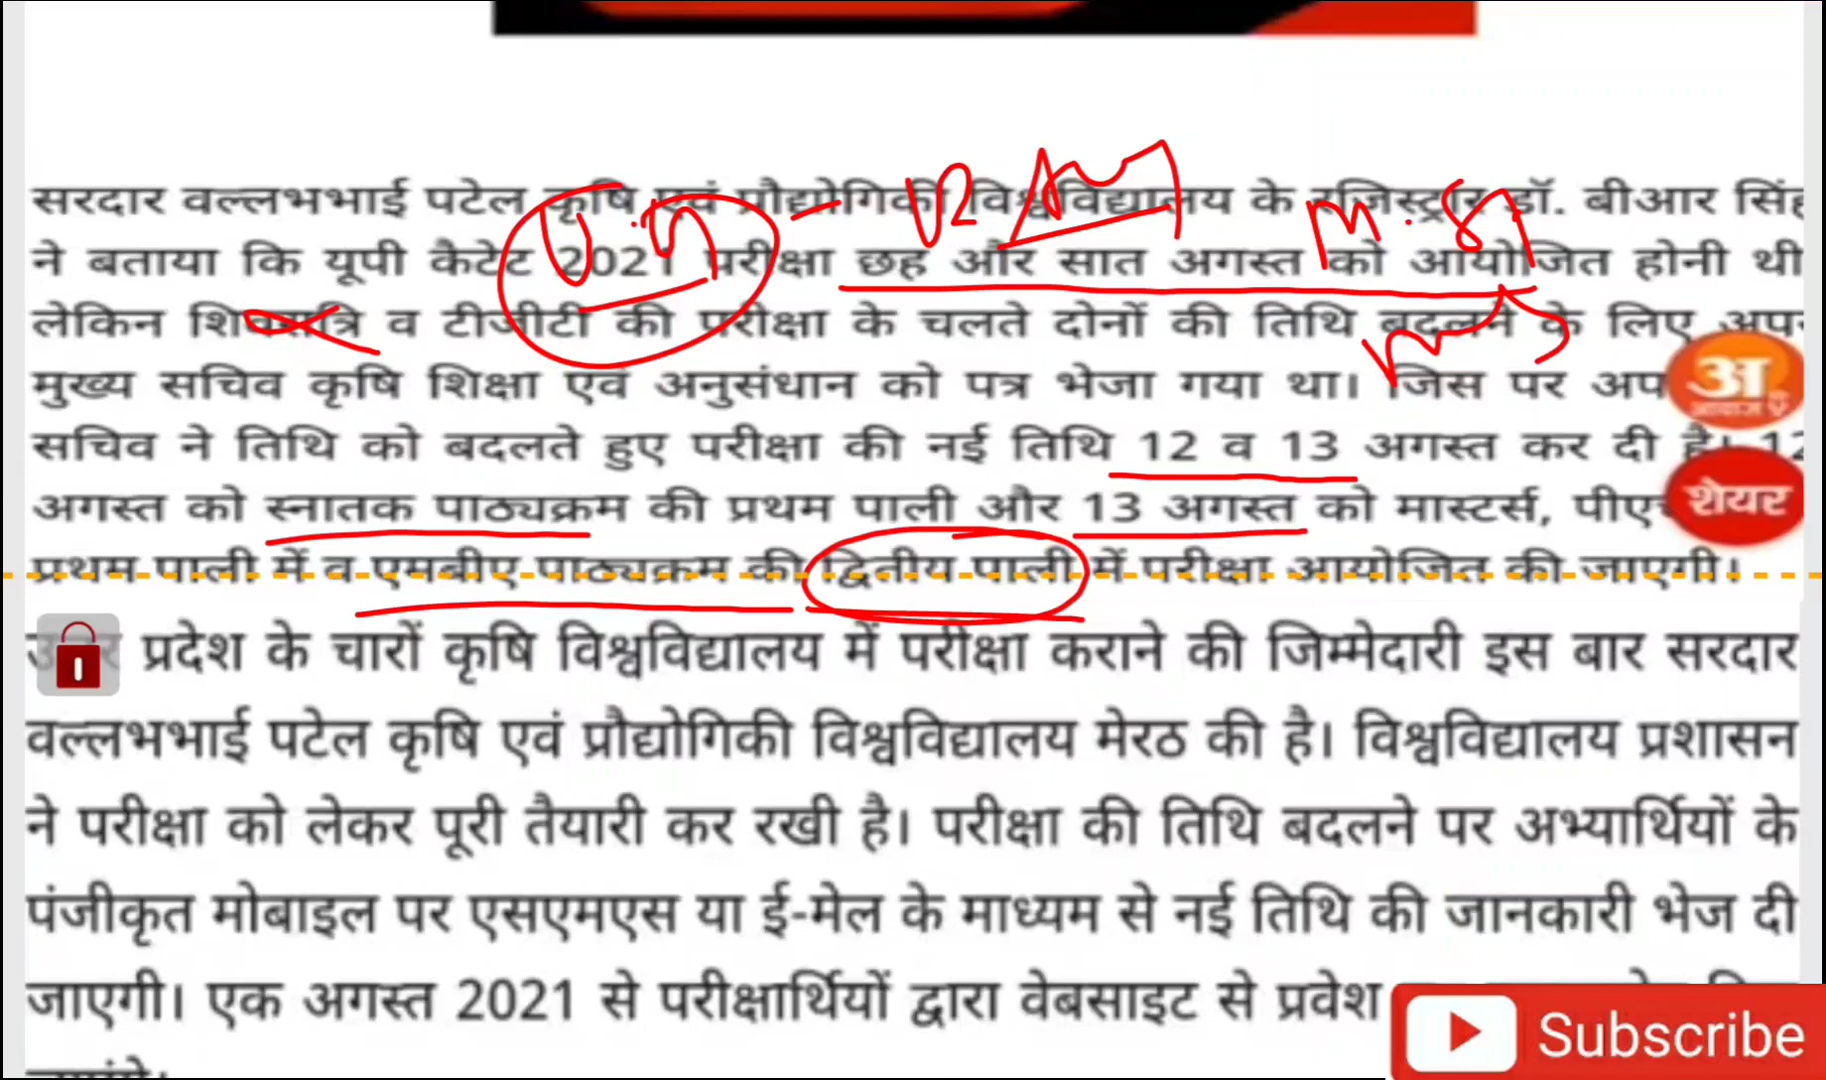 सरदार वल्लभभाई पटेल कृषि एवं प्रौद्योगिकी विश्वविद्यालय के रजिस्ट्रार डॉ. बीआर सिंह
ने बताया कि यूपी कैटेट 2021 परीक्षा छह और सात अगस्त को आयोजित होनी थी
लेकिन शिवरात्रि व टीजीटी की परीक्षा के चलते दोनों की तिथि बदलने के लिए
मुख्य सचिव कृषि शिक्षा एवं अनुसंधान को पत्र भेजा गया था। जिस पर अप
सचिव ने तिथि को बदलते हुए परीक्षा की नई तिथि 12 व 13 अगस्त कर दी है। 12
अगस्त को स्नातक पाठ्यक्रम की प्रथम पाली और 13 अगस्त को मास्टर्स, पीए
प्रथम पाली में व एमबीए पाठ्यक्रम की द्वितीय पाली में परीक्षा आयोजित की जाएगी।
प्रदेश के चारों कृषि विश्वविद्यालय में परीक्षा कराने की जिम्मेदारी इस बार सरदार
वल्लभभाई पटेल कृषि एवं प्रौद्योगिकी विश्वविद्यालय मेरठ की है। विश्वविद्यालय प्रशासन
ने परीक्षा को लेकर पूरी तैयारी कर रखी है। परीक्षा की तिथि बदलने पर अभ्यार्थियों के
पंजीकृत मोबाइल पर एसएमएस या ई-मेल के माध्यम से नई तिथि की जानकारी भेज दी
जाएगी। एक अगस्त 2021 से परीक्षार्थियों द्वारा वेबसाइट से प्रवेश
अ
शेयर
Subscribe